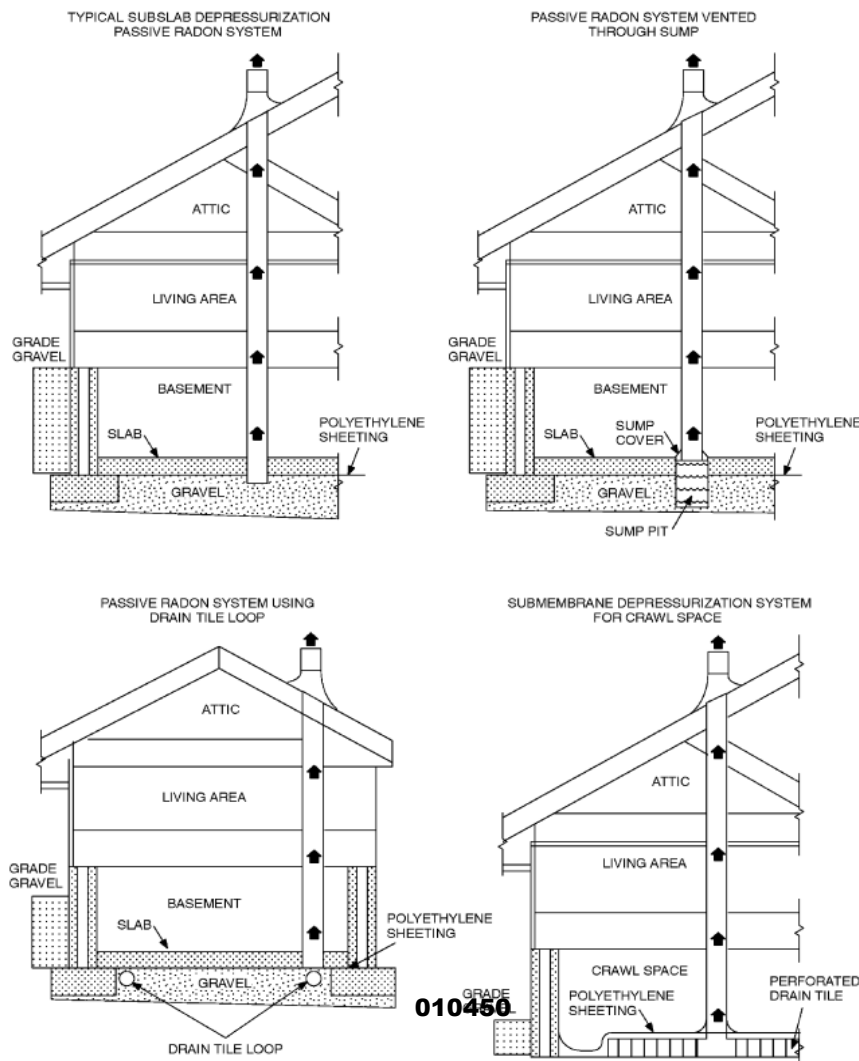 TYPICAL SUBSLAB DEPRESSURIZATION
PASSIVE RADON SYSTEM
ATTIC
LIVING AREA
GRADE
GRAVEL
BASEMENT
SLAB
POLYETHYLENE
SHEETING
GRAVEL
PASSIVE RADON SYSTEM VENTED
THROUGH SUMP
ATTIC
LIVING AREA
GRADE
GRAVEL
BASEMENT
SUMP
COVER
SLAB
POLYETHYLENE
SHEETING
GRAVEL
SUMP PIT
PASSIVE RADON SYSTEM USING
DRAIN TILE LOOP
ATTIC
LIVING AREA
GRADE
GRAVEL
BASEMENT
SLAB
POLYETHYLENE
SHEETING
GRAVEL
DRAIN TILE LOOP
SUBMEMBRANE DEPRESSURIZATION SYSTEM
FOR CRAWL SPACE
ATTIC
LIVING AREA
CRAWL SPACE
POLYETHYLENE
SHEETING
PERFORATED
DRAIN TILE
GRADE
010450